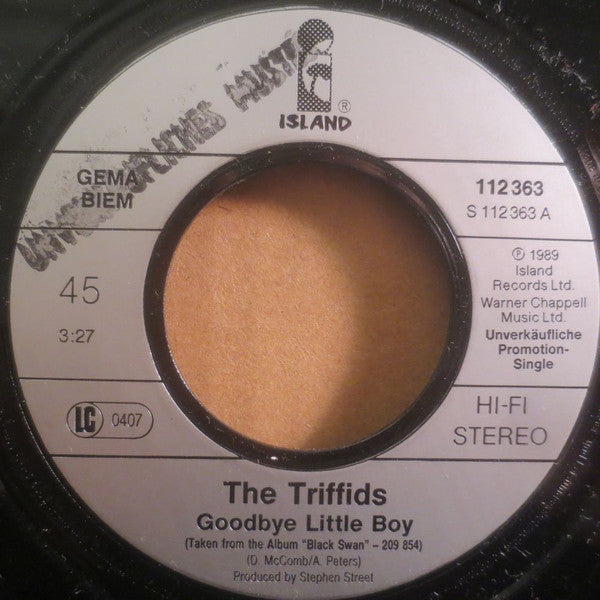 ISLAND
®
UNVERKÄUFLICHES MUSTER
GEMA
BIEM
45
3:27
LC 0407
112 363
S 112 363 A
℗ 1989
Island
Records Ltd.
Warner Chappell
Music Ltd.
Unverkäufliche
Promotion-
Single
HI-FI
STEREO
The Triffids
Goodbye Little Boy
(Taken from the Album "Black Swan" – 209 854)
(D. McComb/A. Peters)
Produced by Stephen Street